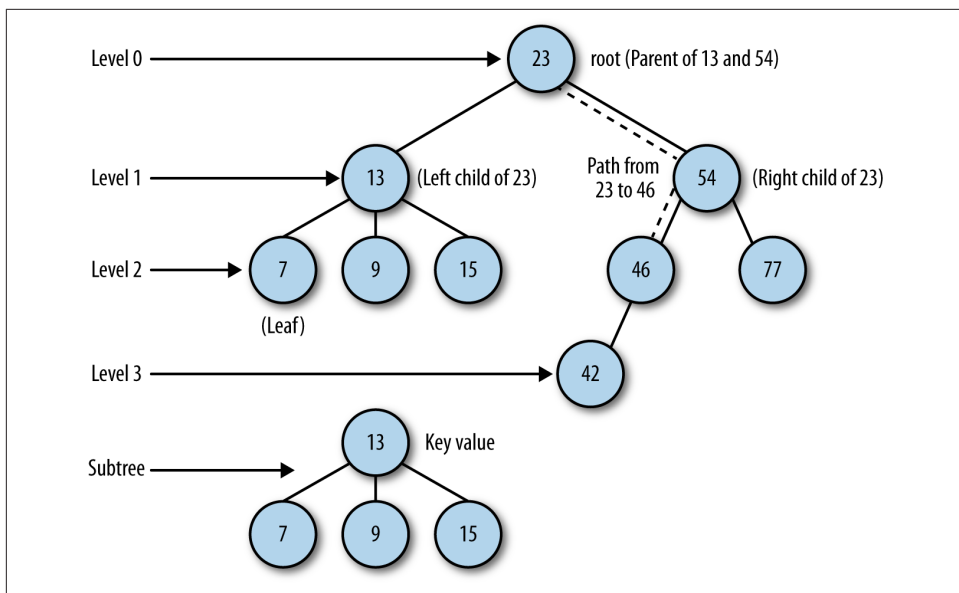 Level 0
23
root (Parent of 13 and 54)
Level 1
13
(Left child of 23)
Path from
23 to 46
54
(Right child of 23)
Level 2
7
9
15
46
77
(Leaf)
Level 3
42
13
Key value
Subtree
7
9
15